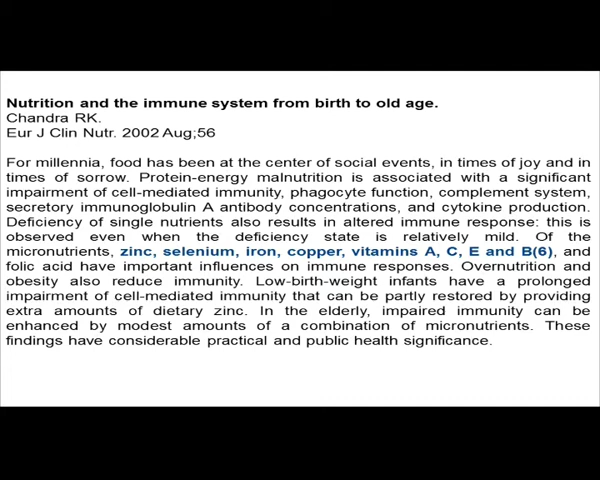 Nutrition and the immune system from birth to old age.
Chandra RK.
Eur J Clin Nutr. 2002 Aug;56
For millennia, food has been at the center of social events, in times of joy and in
times of sorrow. Protein-energy malnutrition is associated with a significant
impairment of cell-mediated immunity, phagocyte function, complement system,
secretory immunoglobulin A antibody concentrations, and cytokine production.
Deficiency of single nutrients also results in altered immune response: this is
observed even when the deficiency state is relatively mild. Of the
micronutrients, zinc, selenium, iron, copper, vitamins A, C, E and B(6), and
folic acid have important influences on immune responses. Overnutrition and
obesity also reduce immunity. Low-birth-weight infants have a prolonged
impairment of cell-mediated immunity that can be partly restored by providing
extra amounts of dietary zinc. In the elderly, impaired immunity can be
enhanced by modest amounts of a combination of micronutrients. These
findings have considerable practical and public health significance.